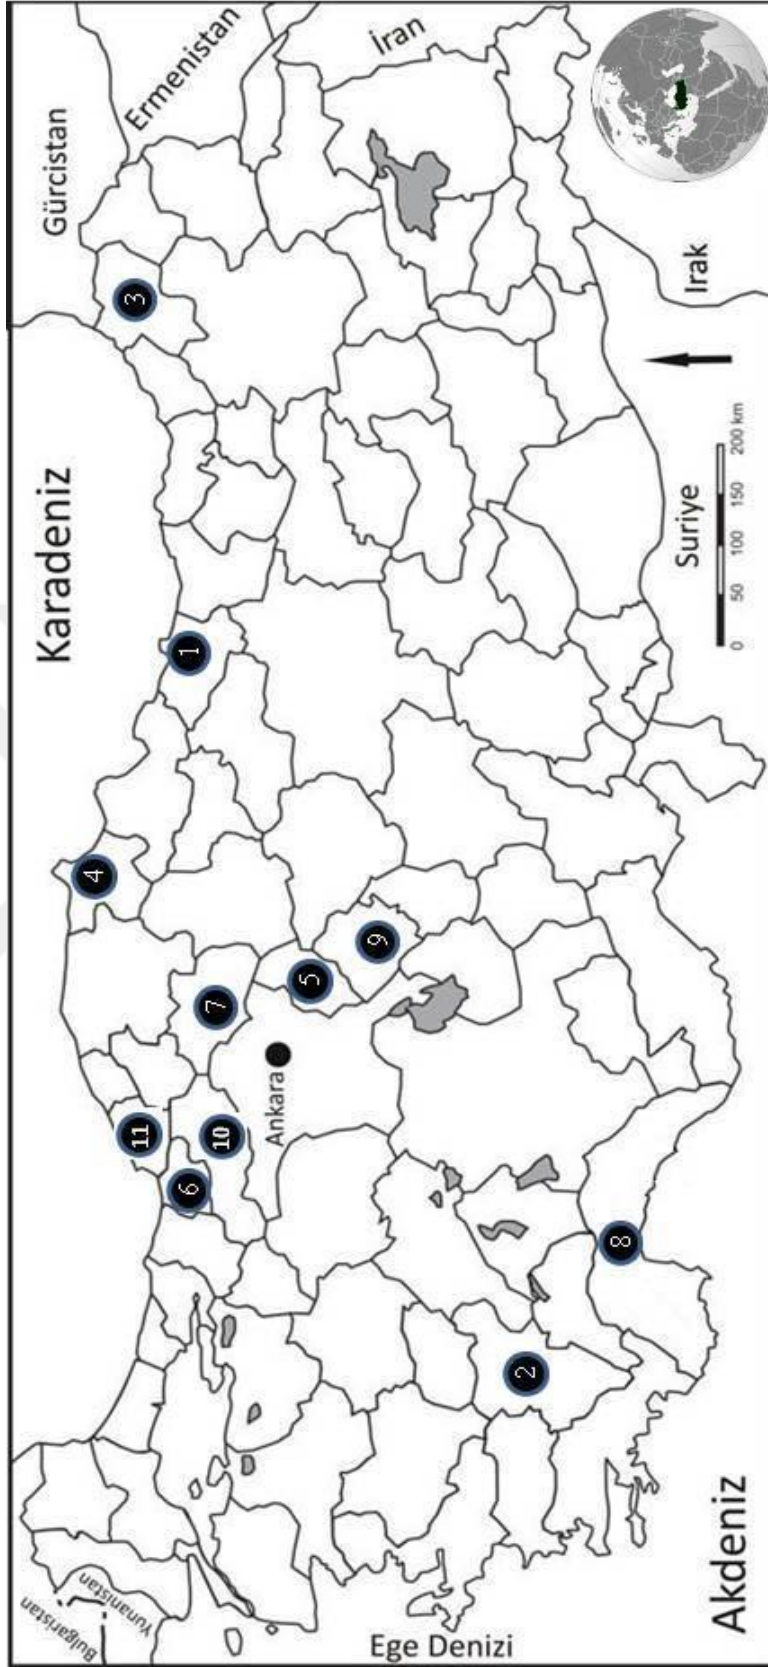 Bulgaristan
Yunanistan
Karadeniz
Gürcistan
Ermenistan
İran
4
3
11
1
6
10
7
Ankara
5
9
2
8
Ege Denizi
Akdeniz
Suriye
Irak
0 50 100 150 200 km